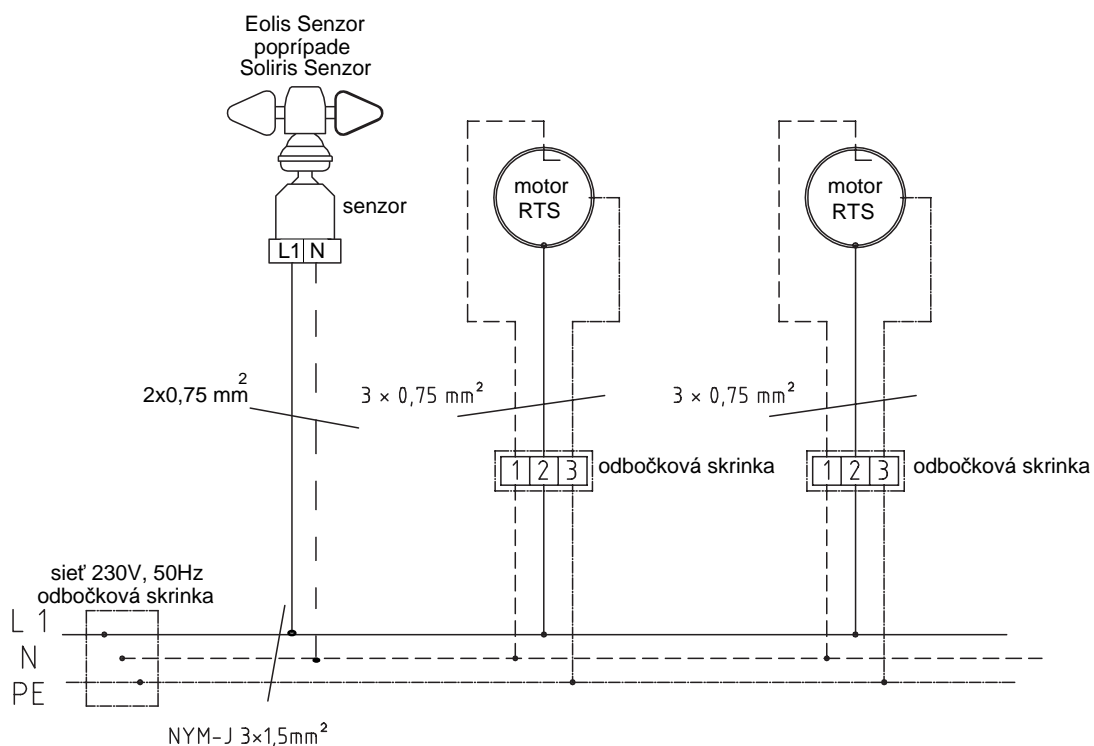 Eolis Senzor
poprípade
Soliris Senzor
senzor
L1 N
motor
RTS
motor
RTS
2x0,75 mm²
3 × 0,75 mm²
3 × 0,75 mm²
1 2 3
odbočková skrinka
1 2 3
odbočková skrinka
sieť 230V, 50Hz
odbočková skrinka
L 1
N
PE
NYM-J 3×1,5mm²